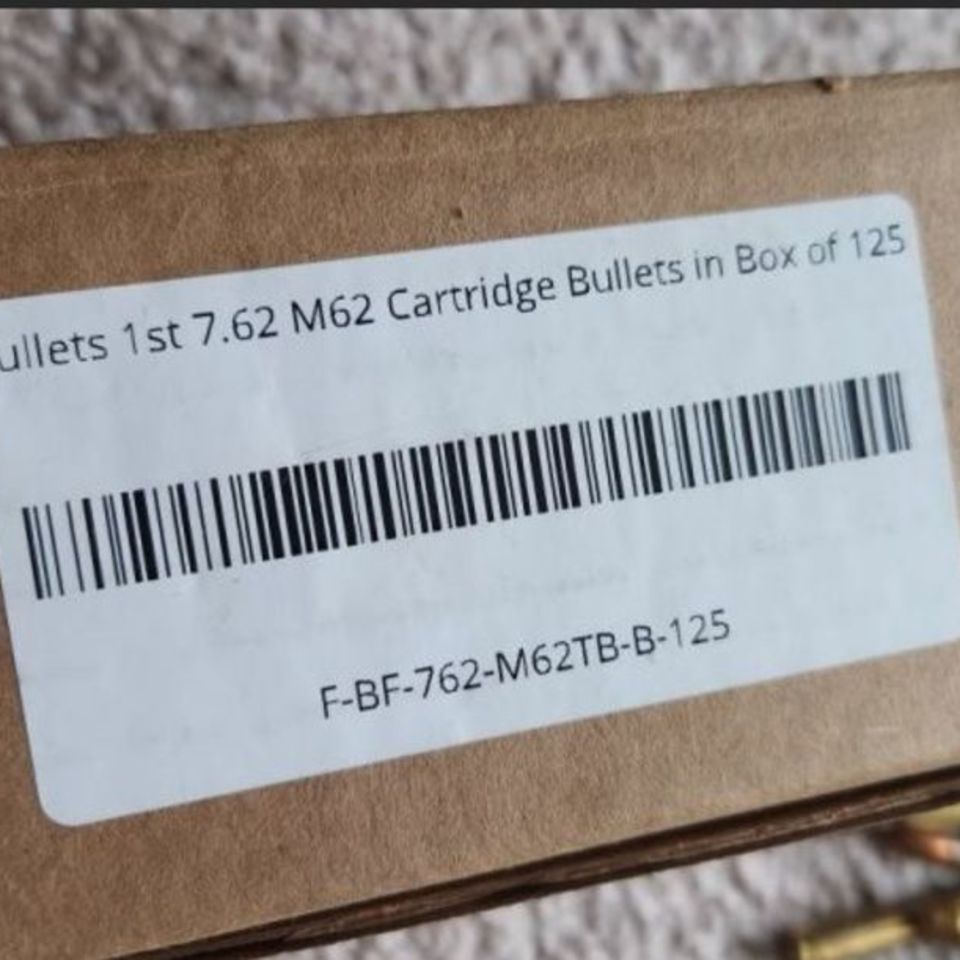 ullets 1st 7.62 M62 Cartridge Bullets in Box of 125
F-BF-762-M62TB-B-125